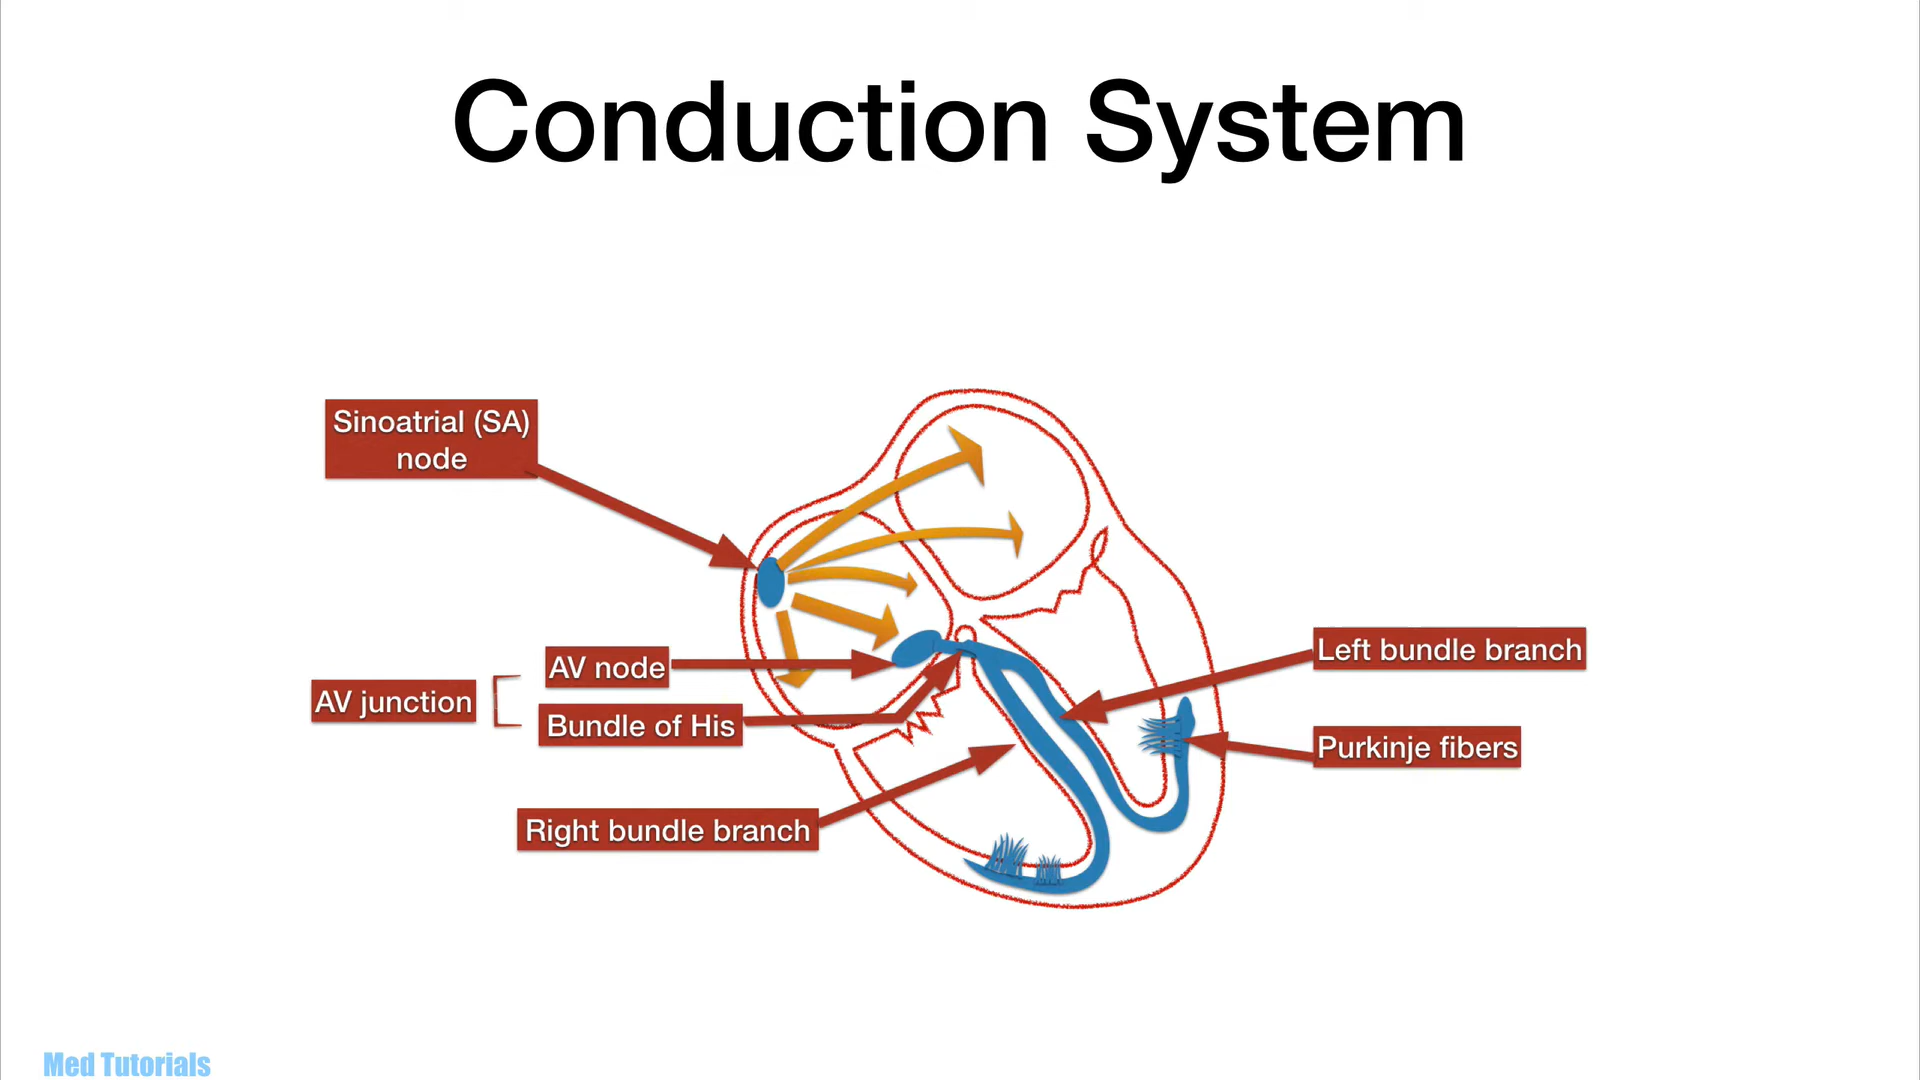 Conduction System
Sinoatrial (SA)
node
AV node
AV junction
Bundle of His
Right bundle branch
Left bundle branch
Purkinje fibers
Med Tutorials